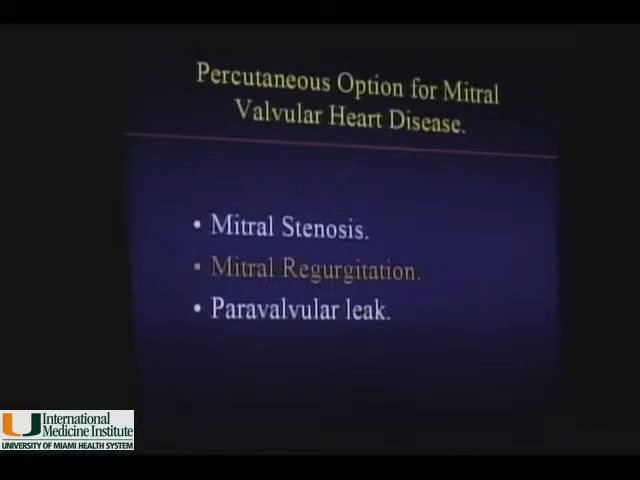 Percutaneous Option for Mitral
Valvular Heart Disease.
• Mitral Stenosis.
• Mitral Regurgitation.
• Paravalvular leak.
International
Medicine Institute
UNIVERSITY OF MIAMI HEALTH SYSTEM